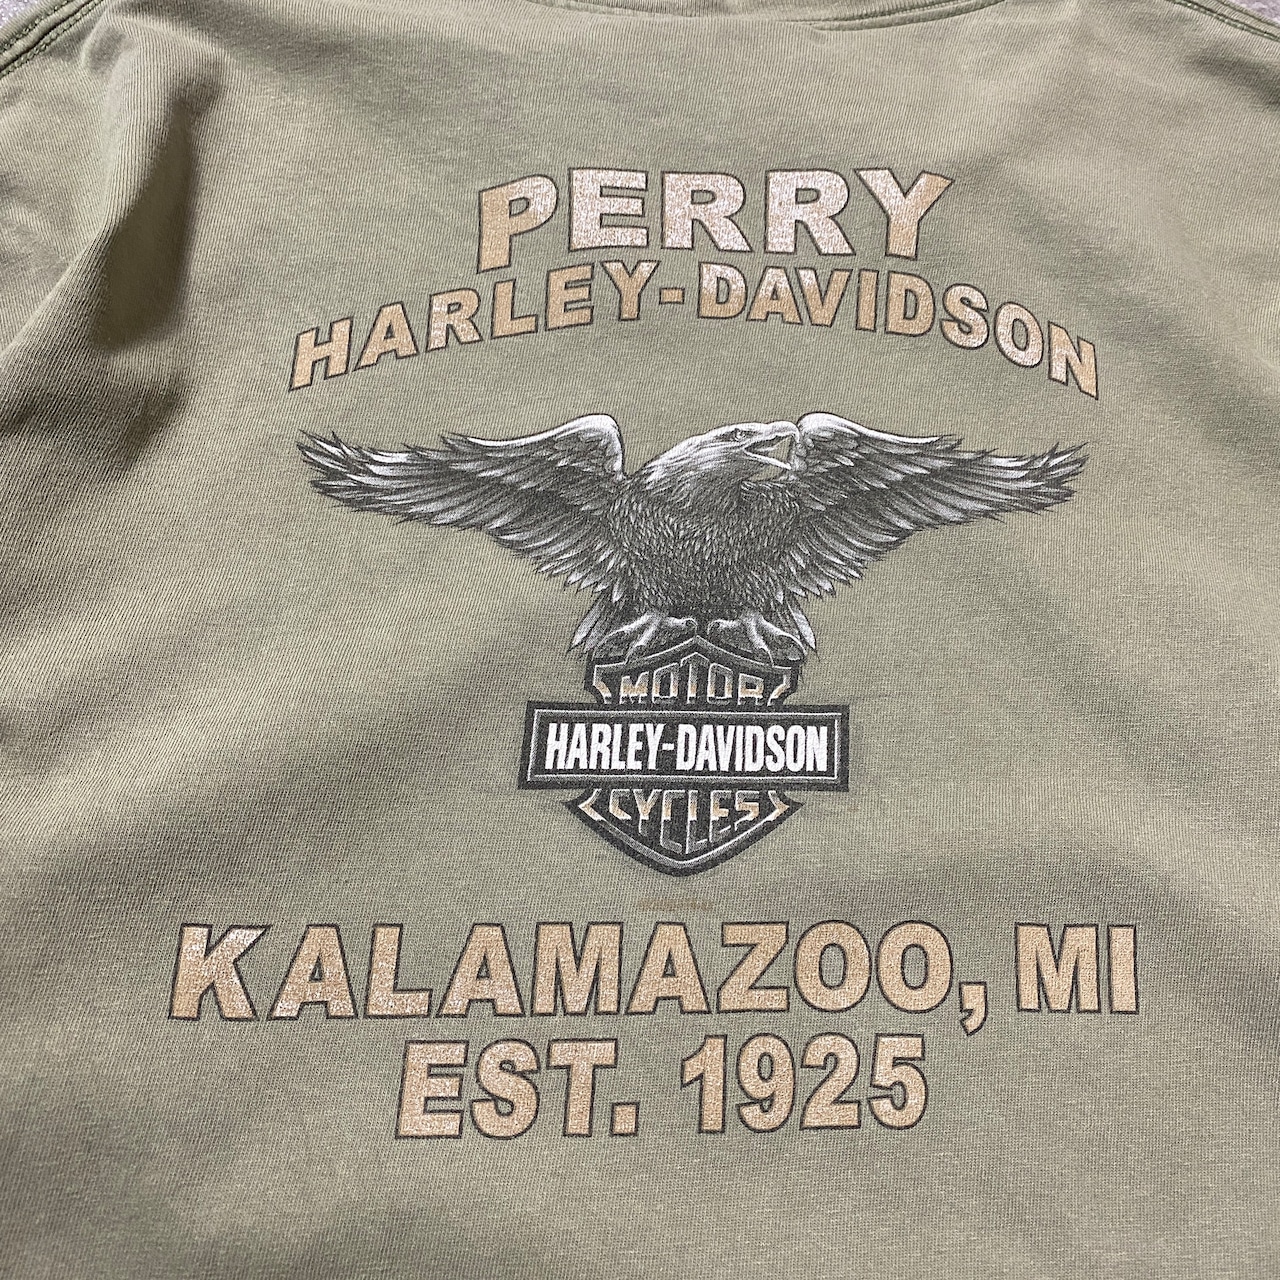 PERRY
HARLEY-DAVIDSON
MOTOR
HARLEY-DAVIDSON
CYCLES
KALAMAZOO, MI
EST. 1925